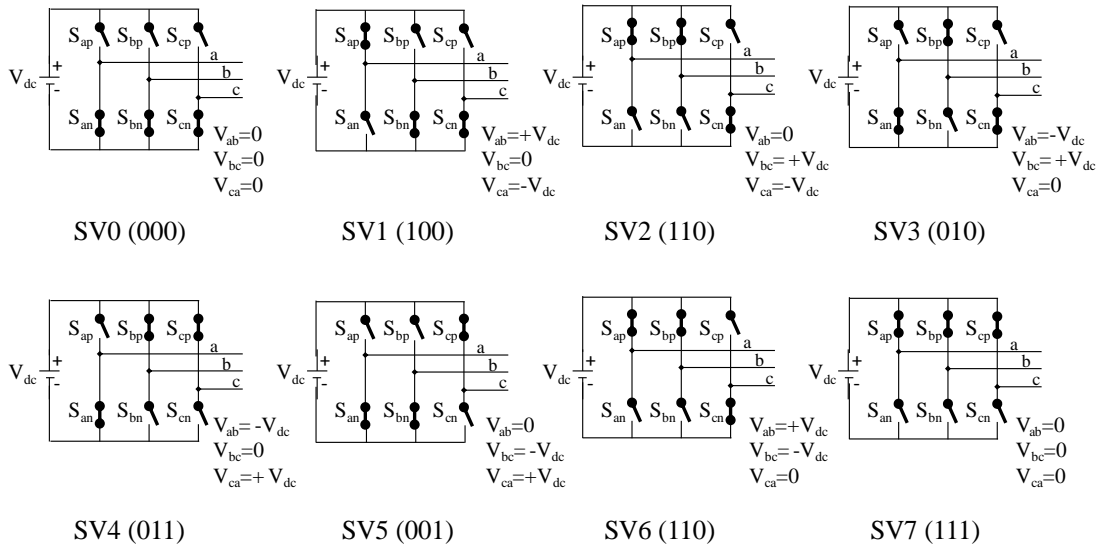 S_ap S_bp S_cp
a
V_dc + b
- c
S_an S_bn S_cn
V_ab=0
V_bc=0
V_ca=0
SV0 (000)
S_ap S_bp S_cp
a
V_dc + b
- c
S_an S_bn S_cn
V_ab=+V_dc
V_bc=0
V_ca=-V_dc
SV1 (100)
S_ap S_bp S_cp
a
V_dc + b
- c
S_an S_bn S_cn
V_ab=0
V_bc= +V_dc
V_ca=-V_dc
SV2 (110)
S_ap S_bp S_cp
a
V_dc + b
- c
S_an S_bn S_cn
V_ab=-V_dc
V_bc= +V_dc
V_ca=0
SV3 (010)
S_ap S_bp S_cp
a
V_dc + b
- c
S_an S_bn S_cn
V_ab= -V_dc
V_bc=0
V_ca=+ V_dc
SV4 (011)
S_ap S_bp S_cp
a
V_dc + b
- c
S_an S_bn S_cn
V_ab=0
V_bc= -V_dc
V_ca=+V_dc
SV5 (001)
S_ap S_bp S_cp
a
V_dc + b
- c
S_an S_bn S_cn
V_ab=+V_dc
V_bc= -V_dc
V_ca=0
SV6 (110)
S_ap S_bp S_cp
a
V_dc + b
- c
S_an S_bn S_cn
V_ab=0
V_bc=0
V_ca=0
SV7 (111)